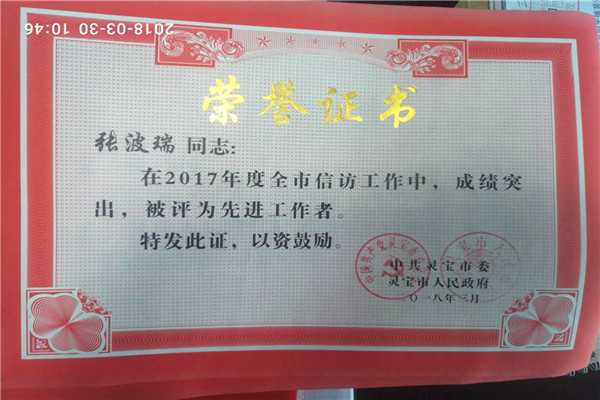 2018-03-30 10:46
荣誉证书
张波瑞 同志:
在2017年度全市信访工作中，成绩突
出，被评为先进工作者。
特发此证，以资鼓励。
中共灵宝市委
灵宝市人民政府
二〇一八年三月